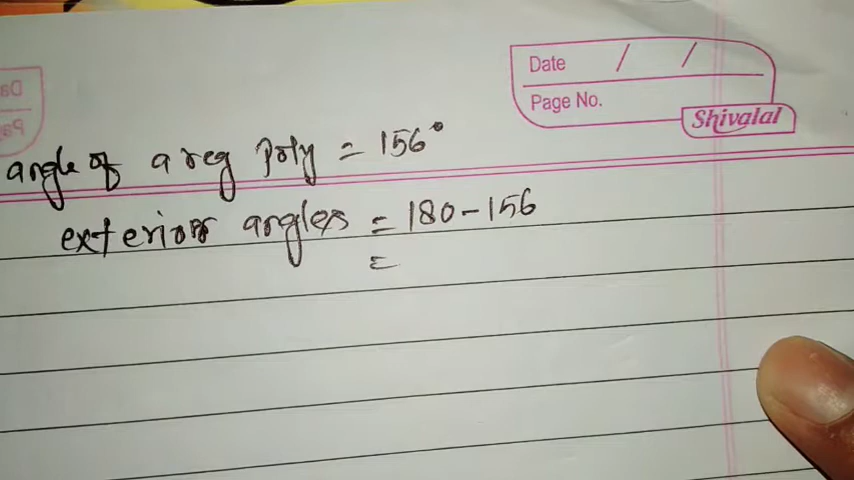 Date / /
Page No.
Shivalal
angle of a reg poly = 156°
exterior angles = 180-156
=